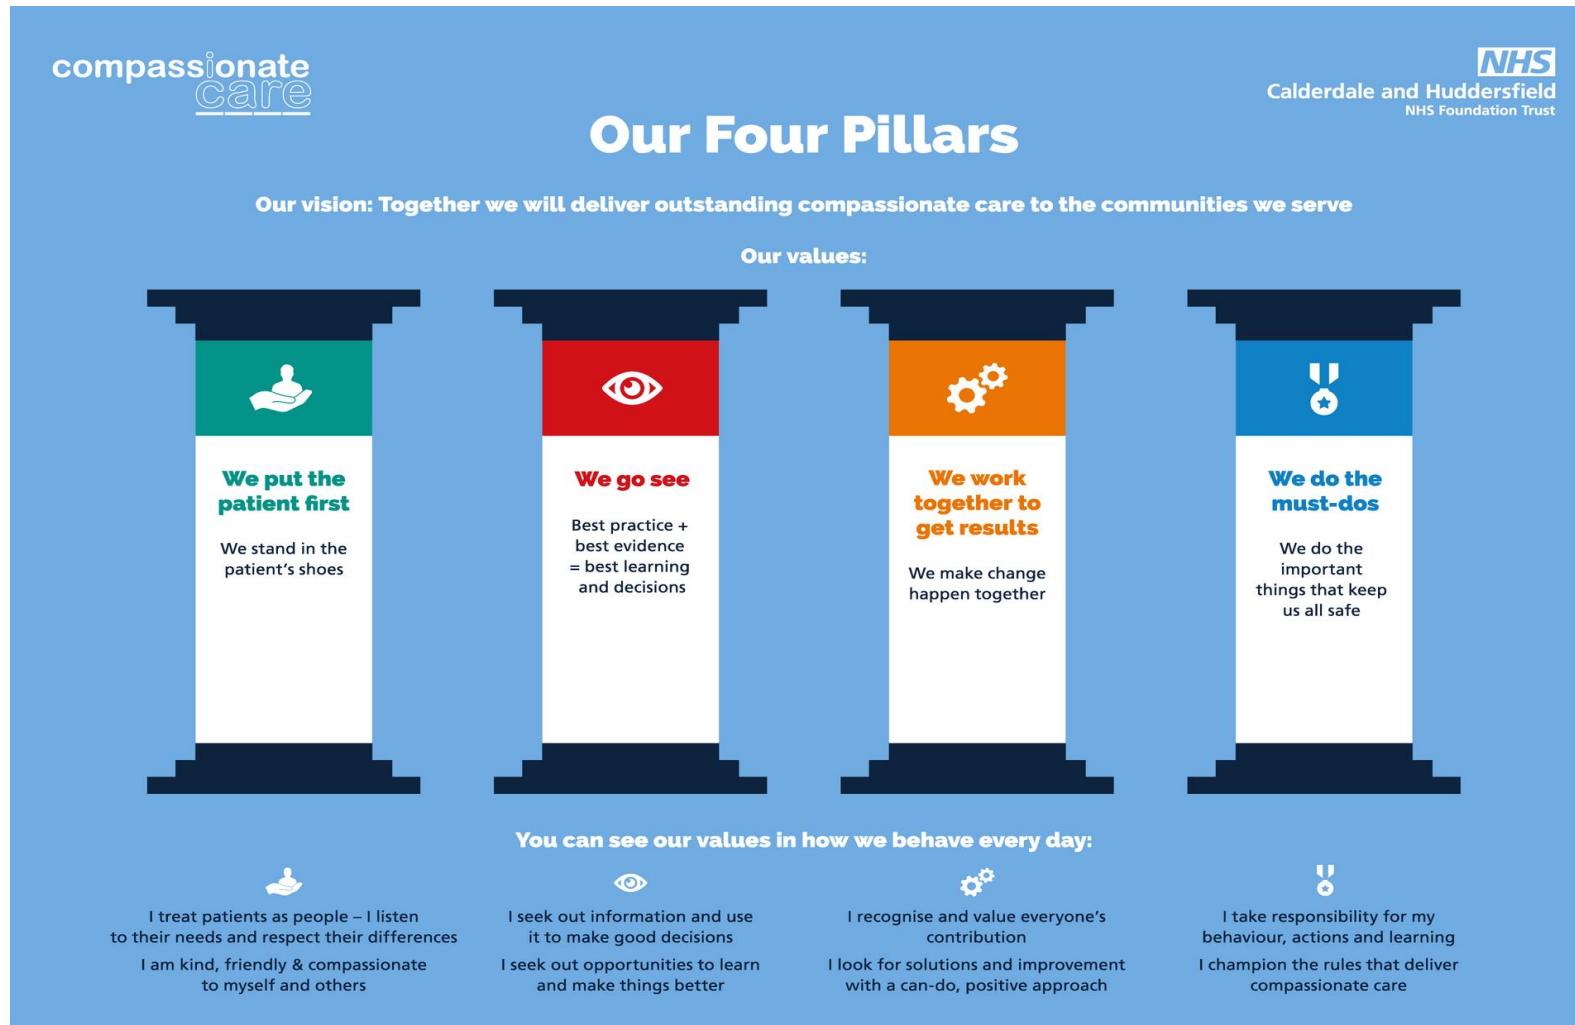 compassionate
care
NHS
Calderdale and Huddersfield
NHS Foundation Trust
Our Four Pillars
Our vision: Together we will deliver outstanding compassionate care to the communities we serve
Our values:
We put the
patient first
We stand in the
patient's shoes
We go see
Best practice +
best evidence
= best learning
and decisions
We work
together to
get results
We make change
happen together
We do the
must-dos
We do the
important
things that keep
us all safe
You can see our values in how we behave every day:
I treat patients as people – I listen
to their needs and respect their differences
I am kind, friendly & compassionate
to myself and others
I seek out information and use
it to make good decisions
I seek out opportunities to learn
and make things better
I recognise and value everyone's
contribution
I look for solutions and improvement
with a can-do, positive approach
I take responsibility for my
behaviour, actions and learning
I champion the rules that deliver
compassionate care